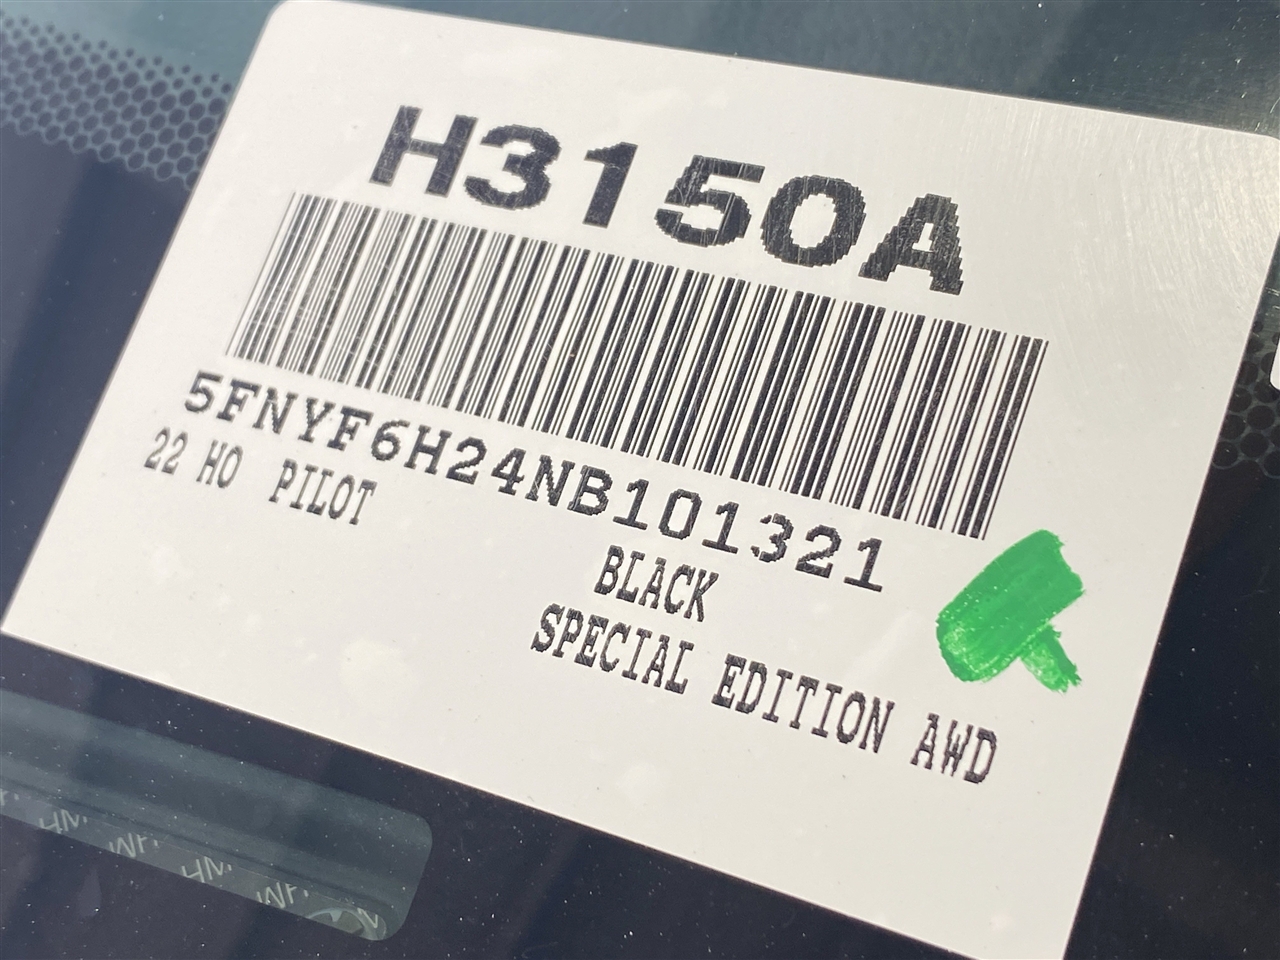 H3150A
5FNYF6H24NB101321
22 HO PILOT
BLACK
SPECIAL EDITION AWD